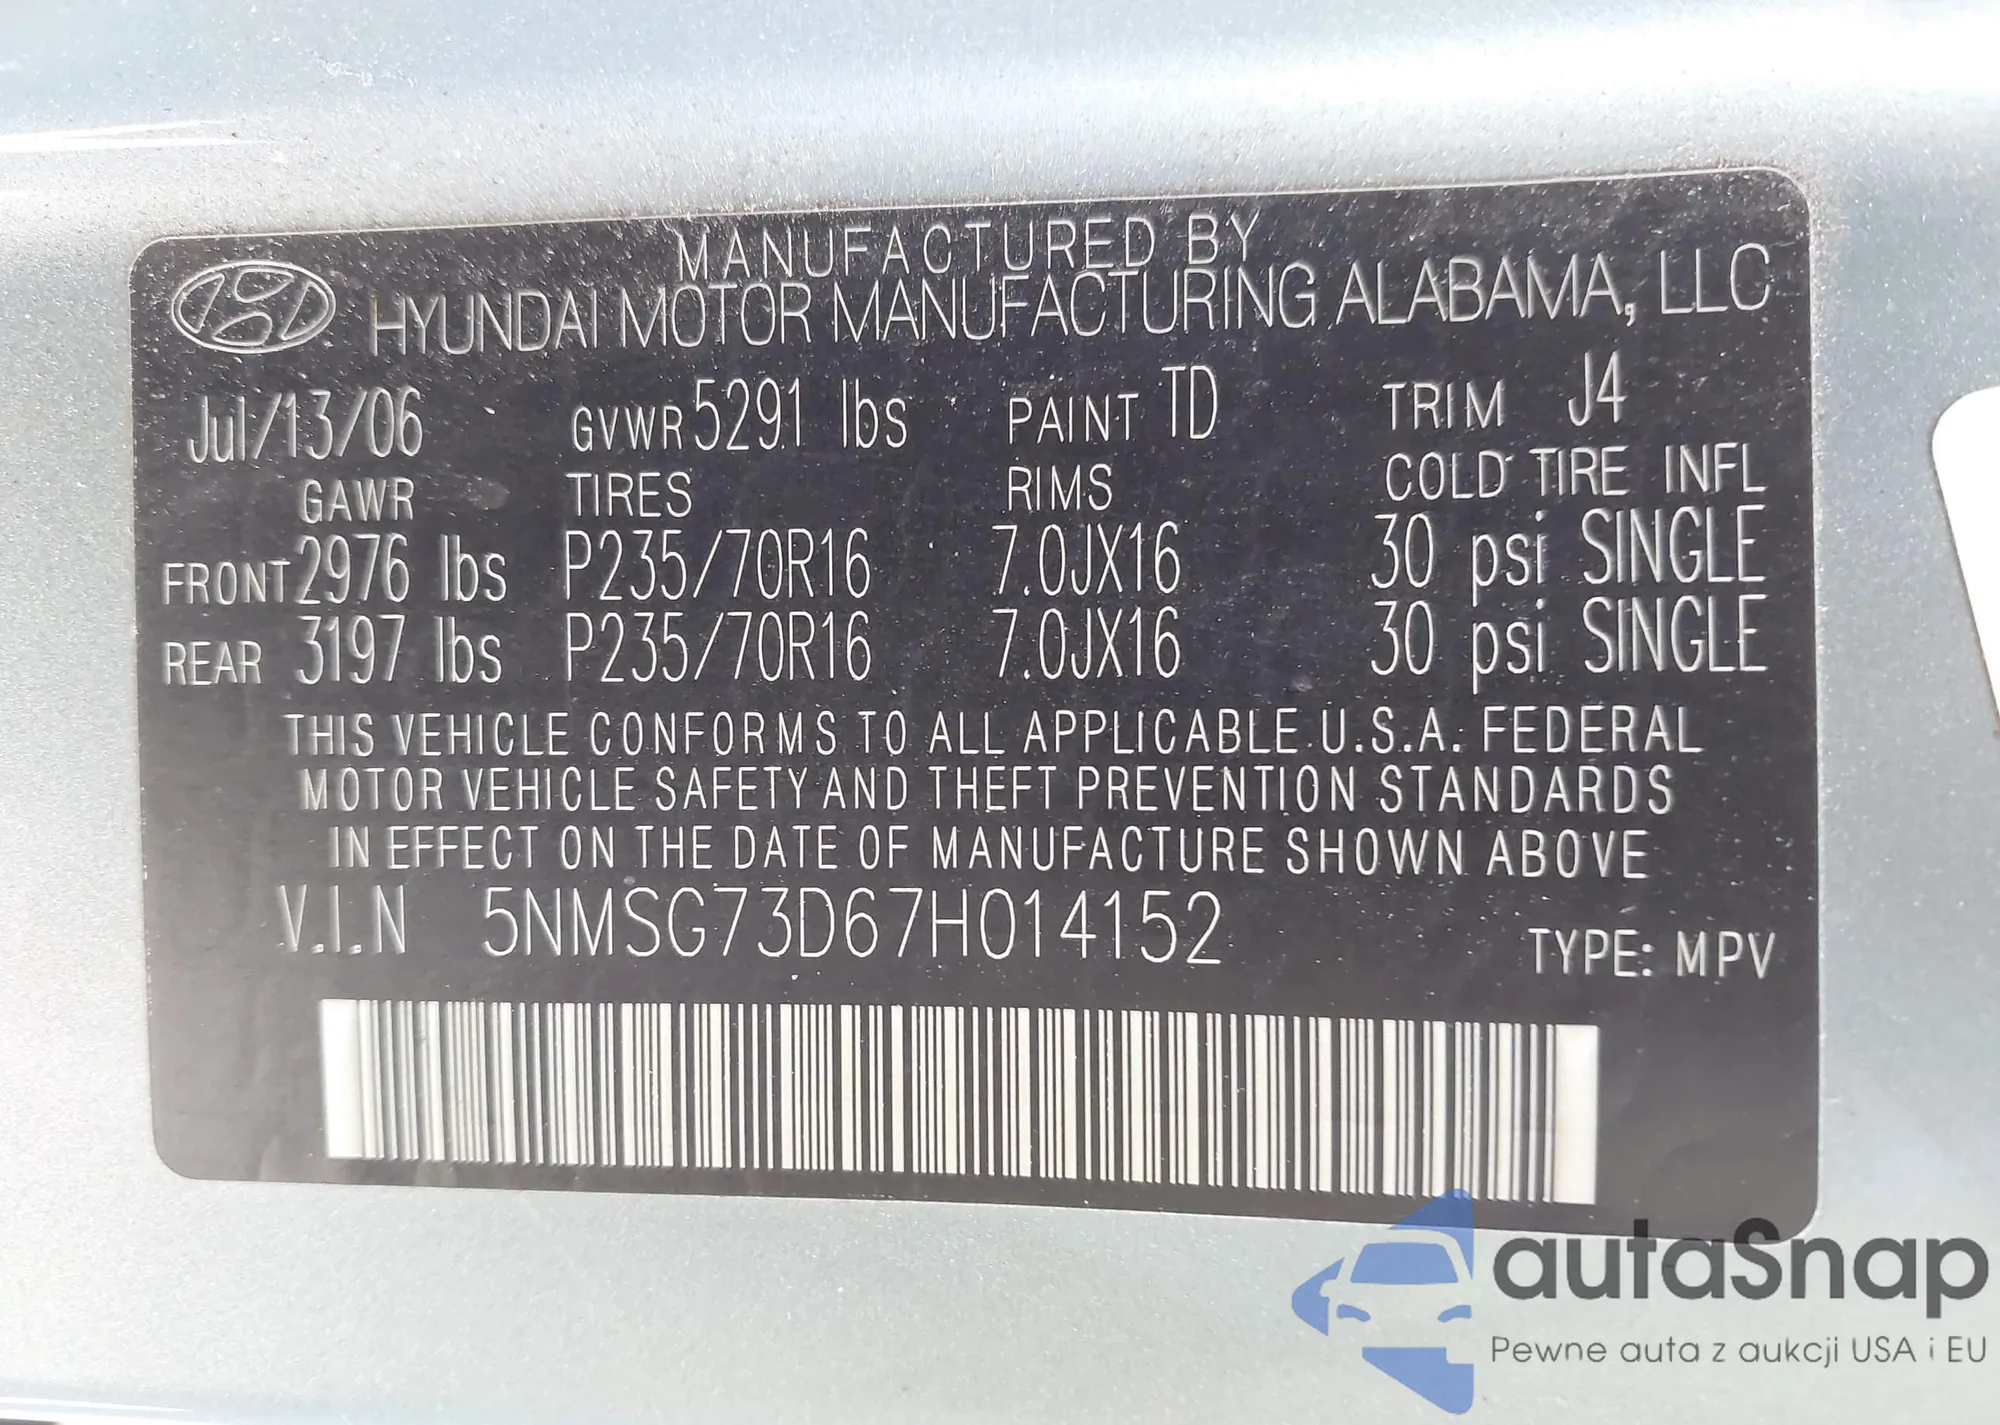 MANUFACTURED BY
HYUNDAI MOTOR MANUFACTURING ALABAMA, LLC
Jul/13/06 GVWR 5291 lbs PAINT TD TRIM J4
GAWR TIRES RIMS COLD TIRE INFL
FRONT 2976 lbs P235/70R16 7.0JX16 30 psi SINGLE
REAR 3197 lbs P235/70R16 7.0JX16 30 psi SINGLE
THIS VEHICLE CONFORMS TO ALL APPLICABLE U.S.A. FEDERAL
MOTOR VEHICLE SAFETY AND THEFT PREVENTION STANDARDS
IN EFFECT ON THE DATE OF MANUFACTURE SHOWN ABOVE
V.I.N 5NMSG73D67H014152 TYPE: MPV
autaSnap
Pewne auta z aukcji USA i EU